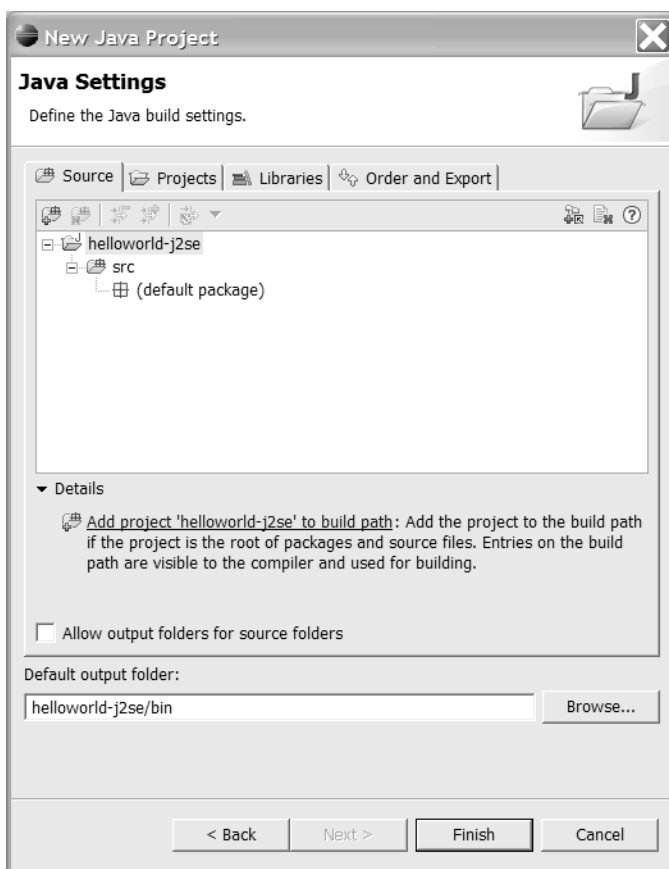 New Java Project
Java Settings
Define the Java build settings.
Source
Projects
Libraries
Order and Export
helloworld-j2se
src
(default package)
Details
Add project 'helloworld-j2se' to build path: Add the project to the build path
if the project is the root of packages and source files. Entries on the build
path are visible to the compiler and used for building.
Allow output folders for source folders
Default output folder:
helloworld-j2se/bin
Browse...
< Back
Next >
Finish
Cancel